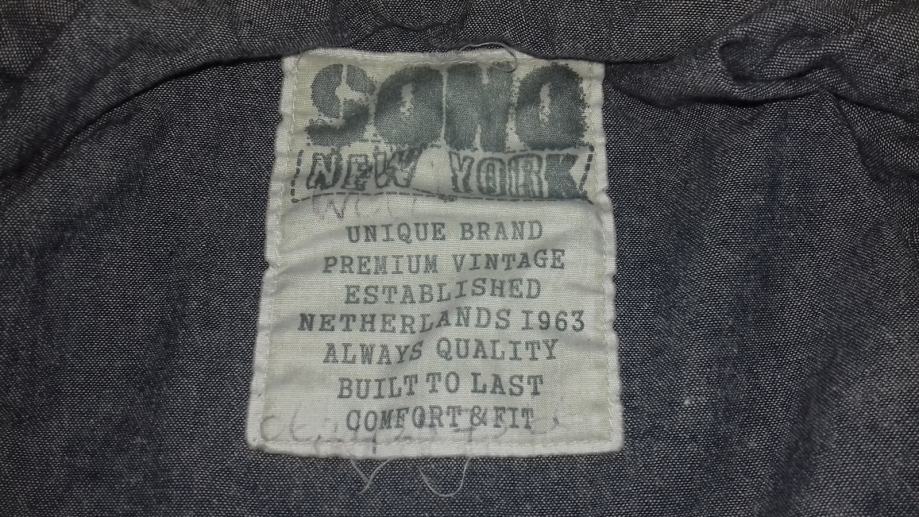 SOHO
NEW YORK
UNIQUE BRAND
PREMIUM VINTAGE
ESTABLISHED
NETHERLANDS 1963
ALWAYS QUALITY
BUILT TO LAST
COMFORT & FIT